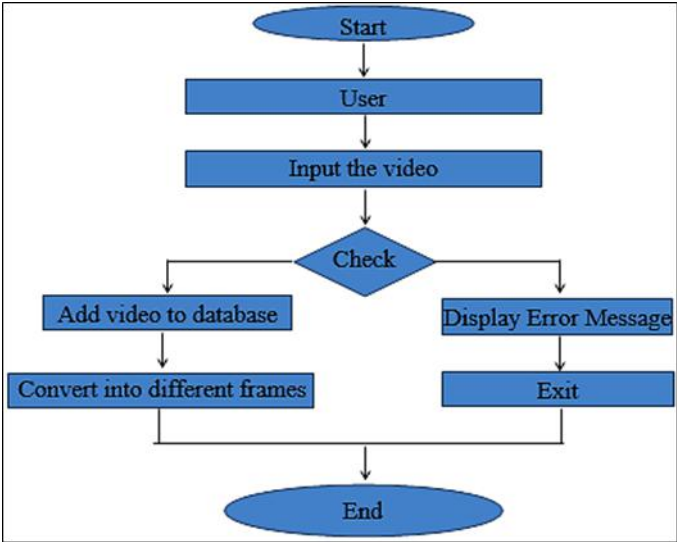 Start
User
Input the video
Check
Add video to database
Display Error Message
Convert into different frames
Exit
End